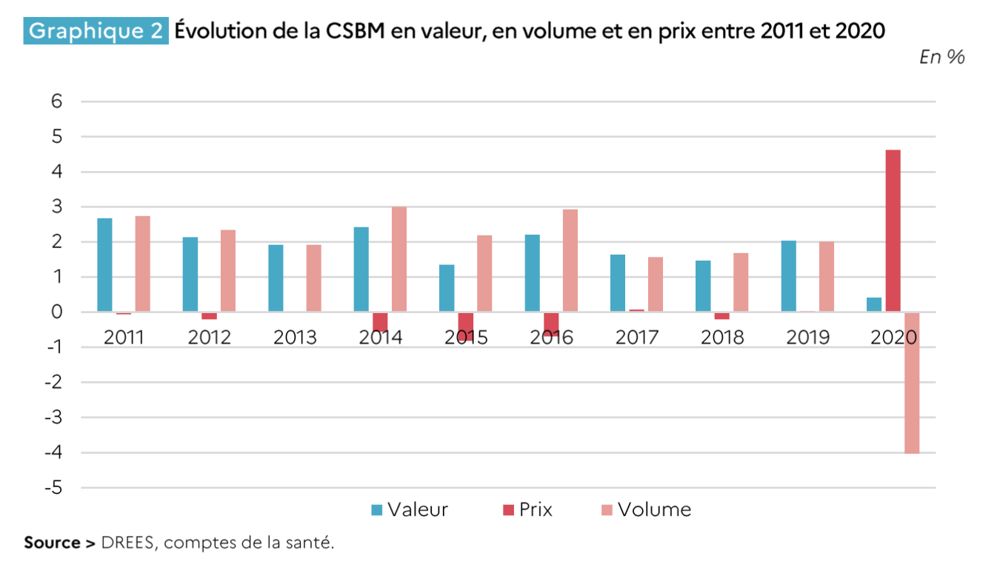 Graphique 2 Évolution de la CSBM en valeur, en volume et en prix entre 2011 et 2020
En %
6
5
4
3
2
1
0
2011 2012 2013 2014 2015 2016 2017 2018 2019 2020
-1
-2
-3
-4
-5
Valeur Prix Volume
Source > DREES, comptes de la santé.